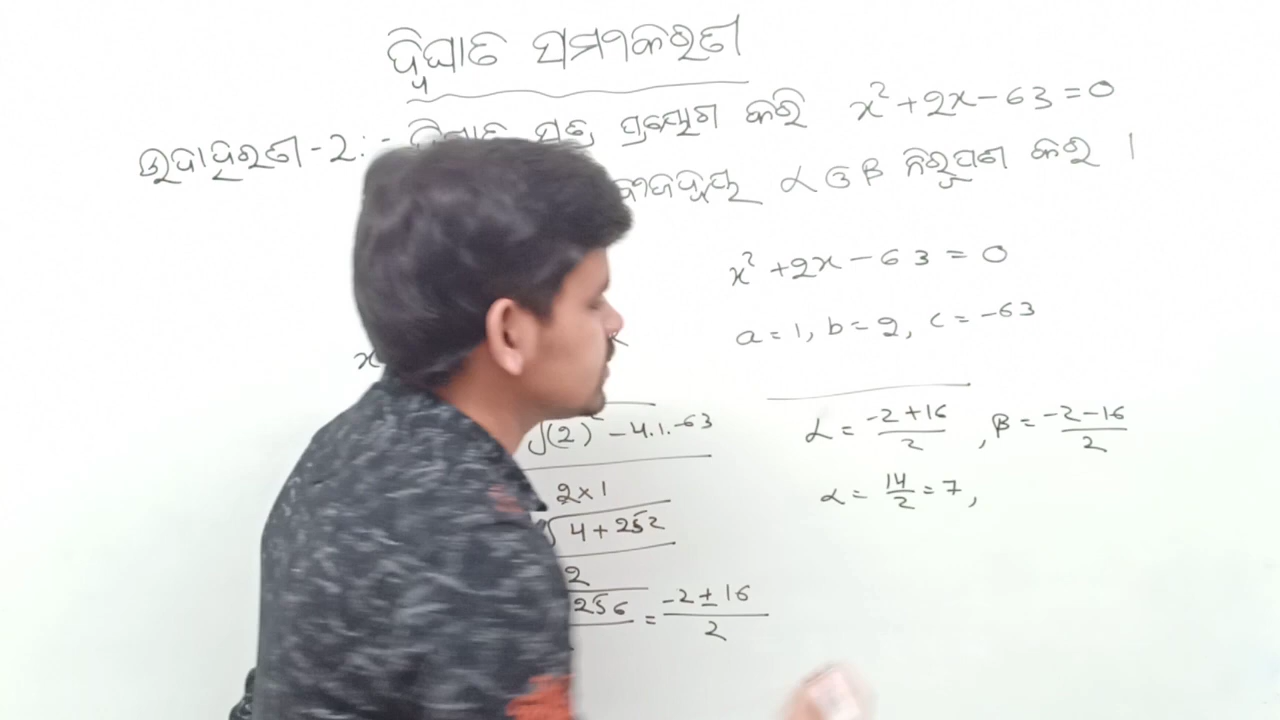 ଦ୍ୱିଘାତ ସମୀକରଣ
ଉଦାହରଣ-2:- ଦ୍ୱିଘାତ ସୂତ୍ର ପ୍ରୟୋଗ କରି x² + 2x - 63 = 0
ବୀଜଦ୍ୱୟ α ଓ β ନିରୂପଣ କର ।
x² + 2x - 63 = 0
a = 1, b = 2, c = -63
x
√(2)² - 4.1.-63
2×1
√4 + 252
2
256 = -2 ± 16 / 2
α = -2 + 16 / 2 , β = -2 - 16 / 2
α = 14/2 = 7,